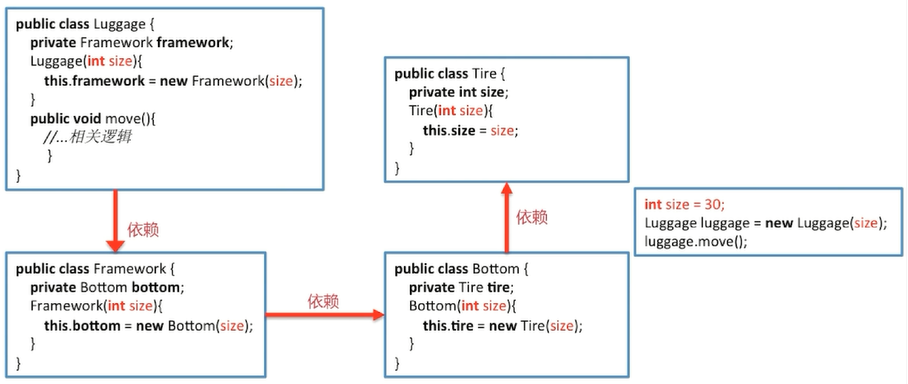 public class Luggage {
private Framework framework;
Luggage(int size){
this.framework = new Framework(size);
}
public void move(){
//...相关逻辑
}
}
依赖
public class Framework {
private Bottom bottom;
Framework(int size){
this.bottom = new Bottom(size);
}
}
依赖
public class Bottom {
private Tire tire;
Bottom(int size){
this.tire = new Tire(size);
}
}
依赖
public class Tire {
private int size;
Tire(int size){
this.size = size;
}
}
int size = 30;
Luggage luggage = new Luggage(size);
luggage.move();